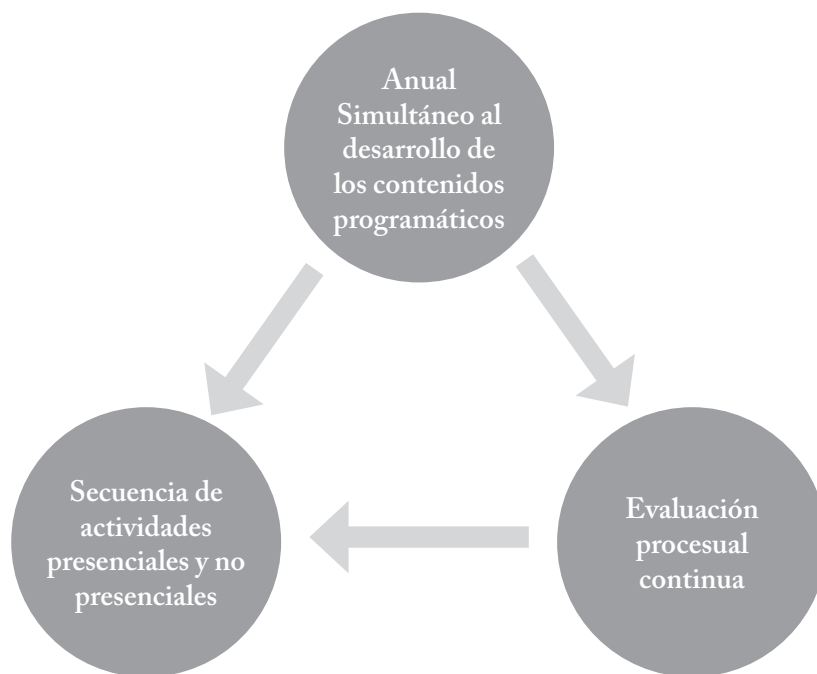 Anual
Simultáneo al
desarrollo de
los contenidos
programáticos
Secuencia de
actividades
presenciales y no
presenciales
Evaluación
procesual
continua